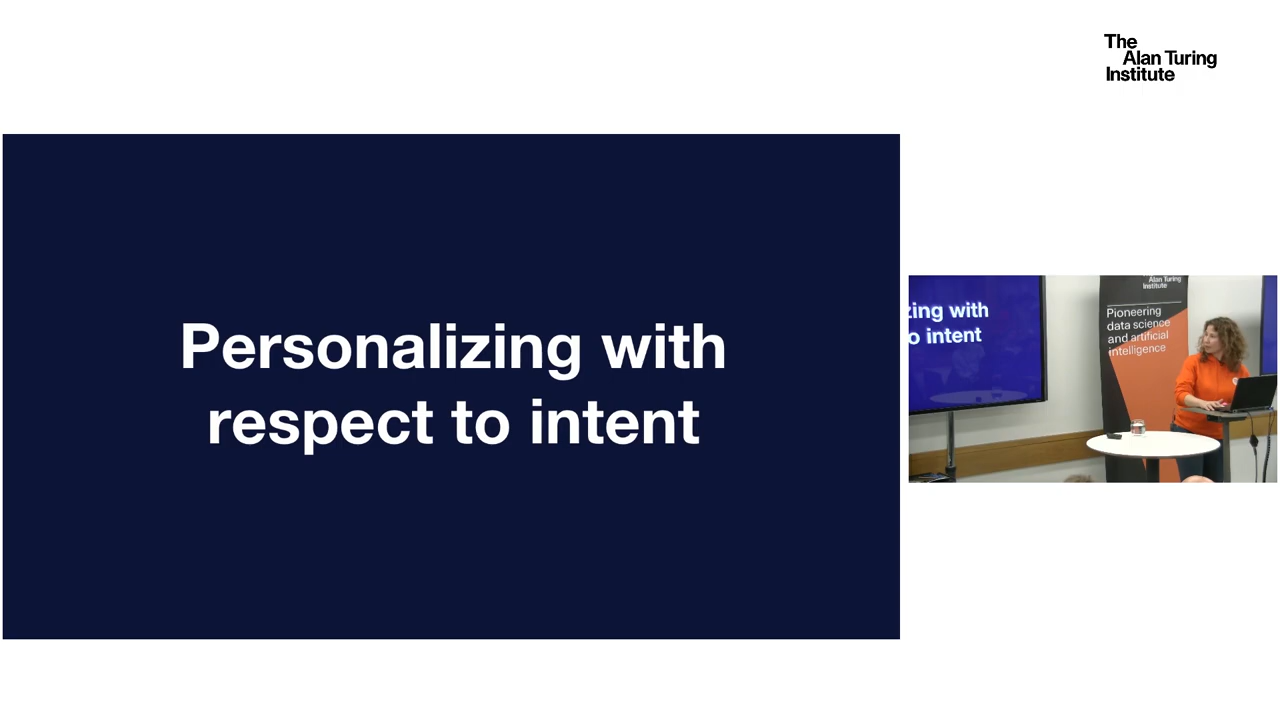 The
Alan Turing
Institute
Personalizing with
respect to intent
zing with
o intent
Alan Turing
Institute
Pioneering
data science
and artificial
intelligence